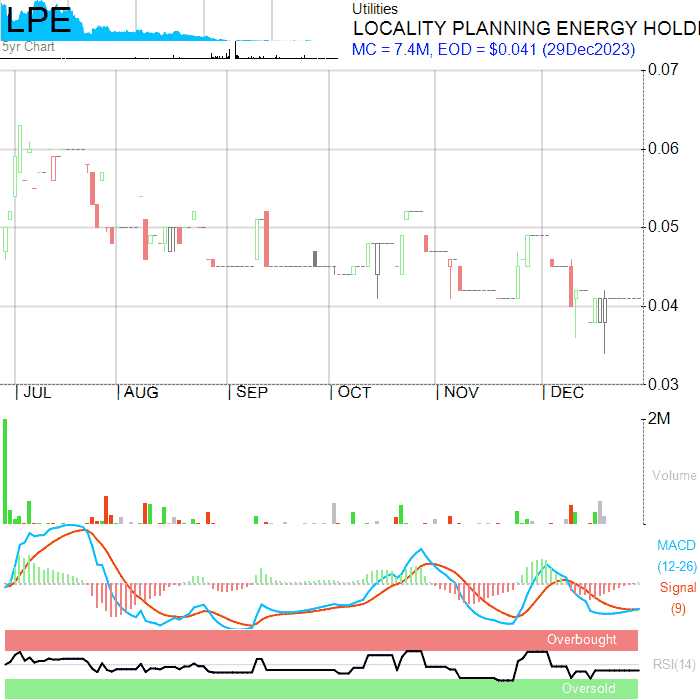 LPE
5yr Chart
Utilities
LOCALITY PLANNING ENERGY HOLDI
MC = 7.4M, EOD = $0.041 (29Dec2023)
0.07
0.06
0.05
0.04
0.03
JUL AUG SEP OCT NOV DEC
2M
Volume
MACD
(12-26)
Signal
(9)
Overbought
RSI(14)
Oversold